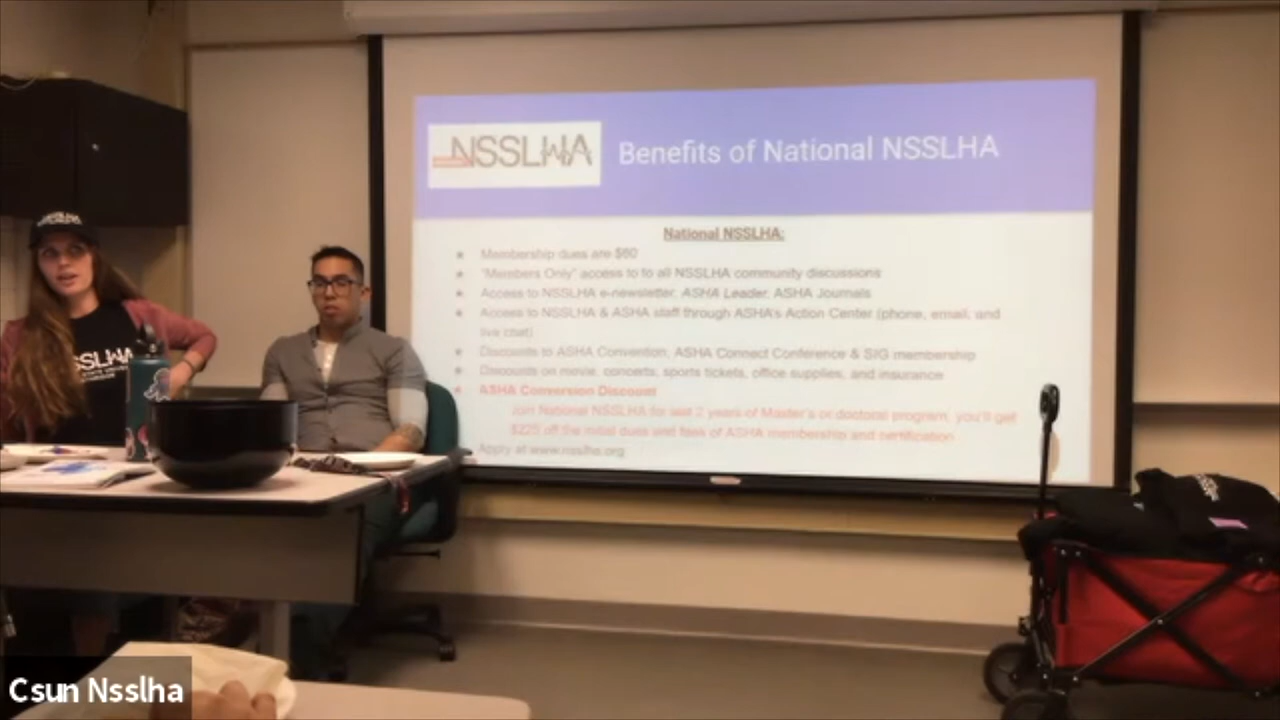 NSSLHA
Benefits of National NSSLHA
National NSSLHA:
★ Membership dues are $60
★ "Members Only" access to to all NSSLHA community discussions
★ Access to NSSLHA e-newsletter, ASHA Leader, ASHA Journals
★ Access to NSSLHA & ASHA staff through ASHA's Action Center (phone, email, and
live chat)
★ Discounts to ASHA Convention, ASHA Connect Conference & SIG membership
★ Discounts on movie, concerts, sports tickets, office supplies, and insurance
★ ASHA Conversion Discount
Join National NSSLHA for last 2 years of Master's or doctoral program, you'll get
$225 off the initial dues and fees of ASHA membership and certification
Apply at www.nsslha.org
SSLHA
Csun Nsslha